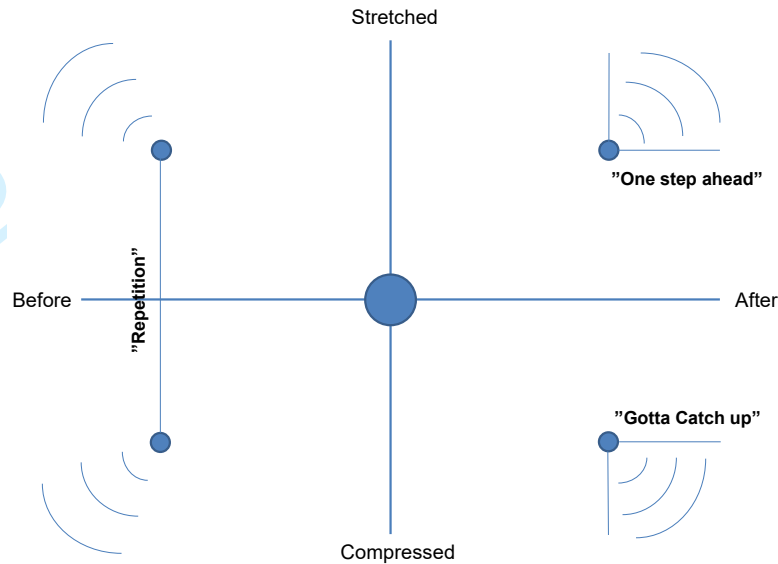 Stretched
”One step ahead”
Before
”Repetition”
After
”Gotta Catch up”
Compressed